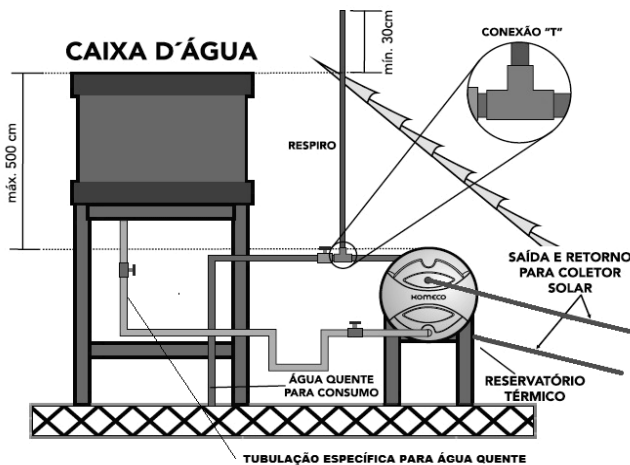 mín. 30cm
CONEXÃO "T"
CAIXA D´ÁGUA
máx. 500 cm
RESPIRO
SAÍDA E RETORNO
PARA COLETOR
SOLAR
KOMECO
ÁGUA QUENTE
PARA CONSUMO
RESERVATÓRIO
TÉRMICO
TUBULAÇÃO ESPECÍFICA PARA ÁGUA QUENTE